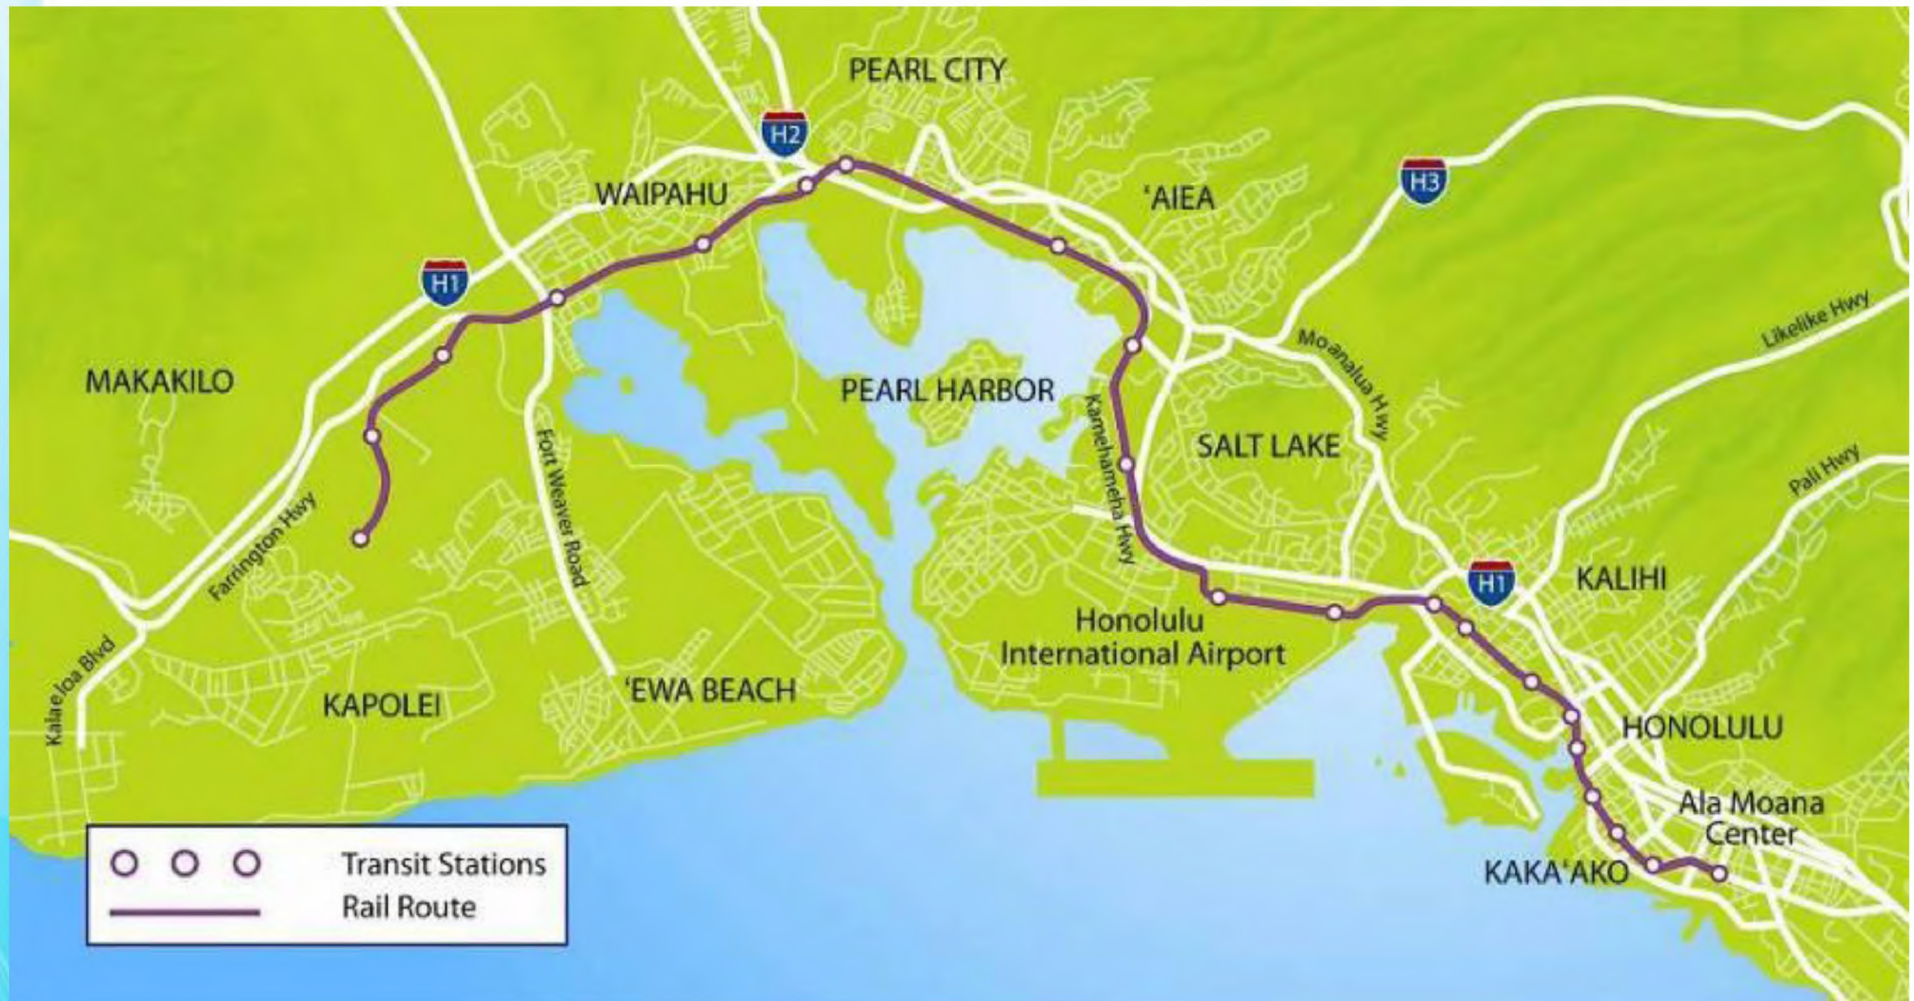 PEARL CITY
H2
WAIPAHU
‘AIEA
H3
H1
Likelike Hwy
Moanalua Hwy
MAKAKILO
PEARL HARBOR
Kamehameha Hwy
SALT LAKE
Fort Weaver Road
Pali Hwy
Farrington Hwy
H1
KALIHI
Honolulu
International Airport
Kalaeloa Blvd
KAPOLEI
‘EWA BEACH
HONOLULU
Ala Moana
Center
KAKA‘AKO
Transit Stations
Rail Route